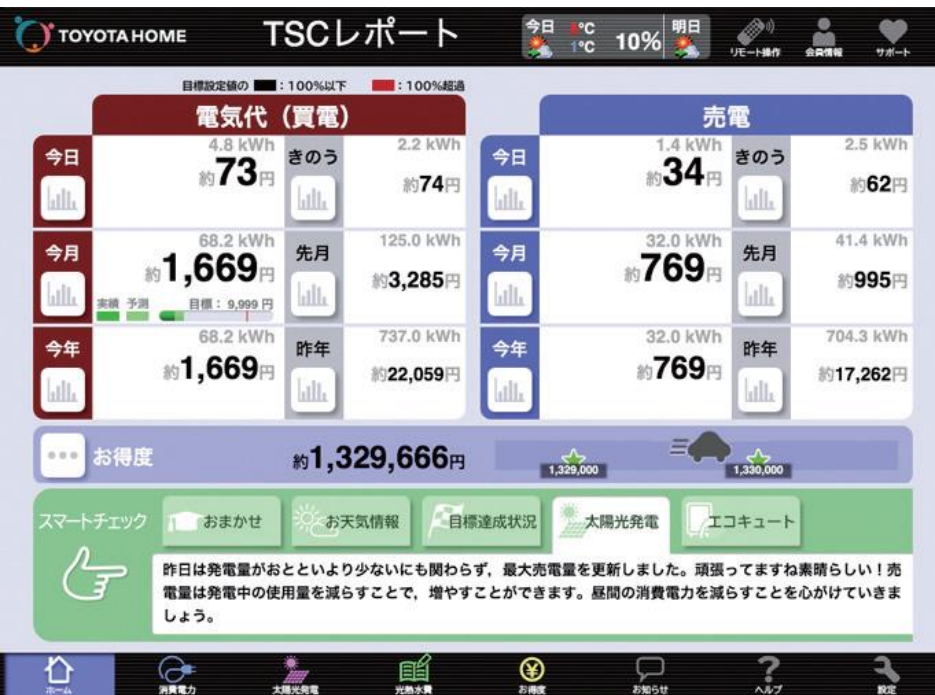 TOYOTA HOME
TSCレポート
今日 °C 1°C 10% 明日
リモート操作 会員情報 サポート
目標設定値の ■:100%以下 ■:100%超過
電気代(買電)
今日 4.8 kWh 約73円
きのう 2.2 kWh 約74円
今月 68.2 kWh 約1,669円
実績 予測 目標:9,999 円
先月 125.0 kWh 約3,285円
今年 68.2 kWh 約1,669円
昨年 737.0 kWh 約22,059円
売電
今日 1.4 kWh 約34円
きのう 2.5 kWh 約62円
今月 32.0 kWh 約769円
先月 41.4 kWh 約995円
今年 32.0 kWh 約769円
昨年 704.3 kWh 約17,262円
お得度 約1,329,666円 1,329,000 1,330,000
スマートチェック
おまかせ お天気情報 目標達成状況 太陽光発電 エコキュート
昨日は発電量がおとといより少ないにも関わらず,最大売電量を更新しました。頑張ってますね素晴らしい!売
電量は発電中の使用量を減らすことで,増やすことができます。昼間の消費電力を減らすことを心がけていきま
しょう。
ホーム 消費電力 太陽光発電 光熱水費 お得度 お知らせ ヘルプ 設定